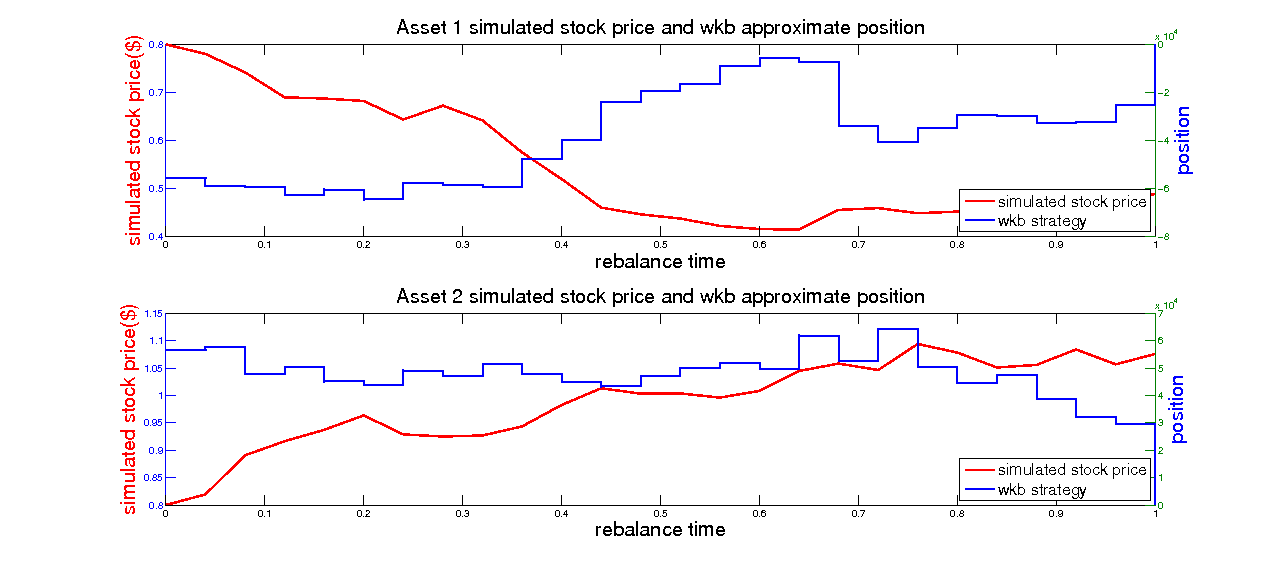 Asset 1 simulated stock price and wkb approximate position
x 10^4
simulated stock price($)
0.8
0.7
0.6
0.5
0.4
0
−2
−4
−6
−8
position
simulated stock price
wkb strategy
0 0.1 0.2 0.3 0.4 0.5 0.6 0.7 0.8 0.9 1
rebalance time
Asset 2 simulated stock price and wkb approximate position
x 10^4
simulated stock price($)
1.15
1.1
1.05
1
0.95
0.9
0.85
0.8
7
6
5
4
3
2
1
0
position
simulated stock price
wkb strategy
0 0.1 0.2 0.3 0.4 0.5 0.6 0.7 0.8 0.9 1
rebalance time